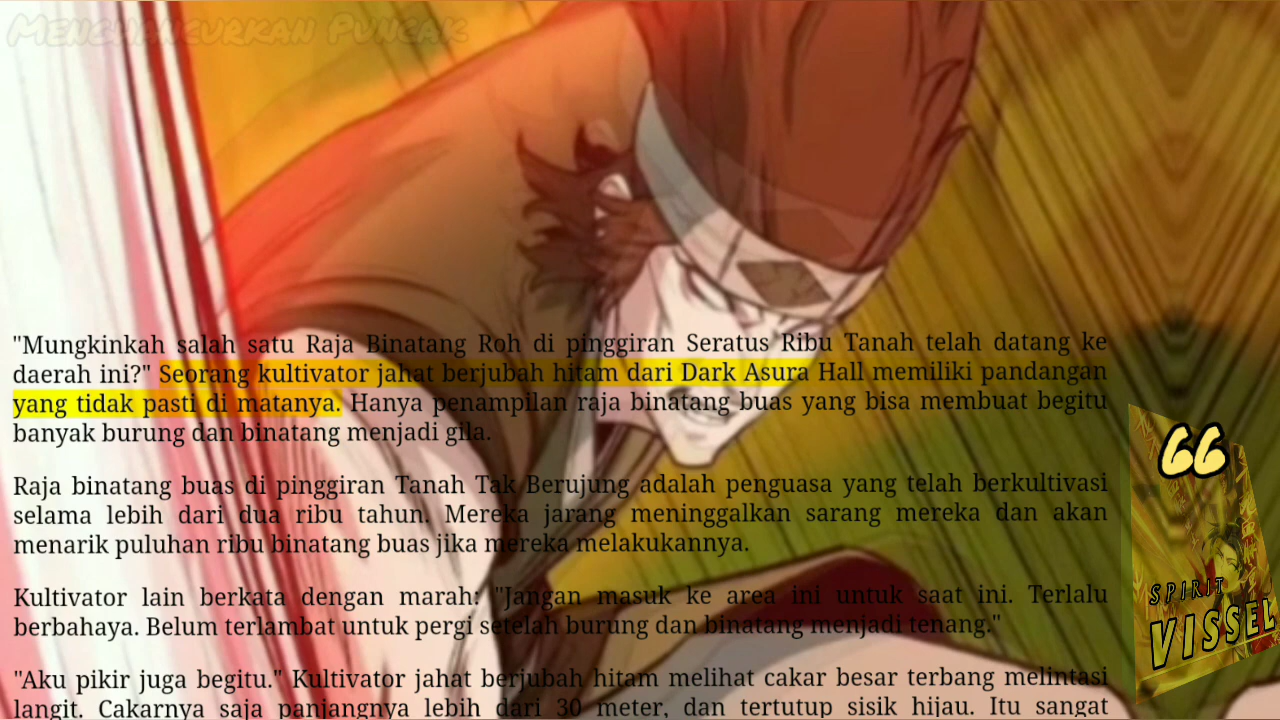 Menghancurkan Puncak
"Mungkinkah salah satu Raja Binatang Roh di pinggiran Seratus Ribu Tanah telah datang ke
daerah ini?" Seorang kultivator jahat berjubah hitam dari Dark Asura Hall memiliki pandangan
yang tidak pasti di matanya. Hanya penampilan raja binatang buas yang bisa membuat begitu
banyak burung dan binatang menjadi gila.
Raja binatang buas di pinggiran Tanah Tak Berujung adalah penguasa yang telah berkultivasi
selama lebih dari dua ribu tahun. Mereka jarang meninggalkan sarang mereka dan akan
menarik puluhan ribu binatang buas jika mereka melakukannya.
Kultivator lain berkata dengan marah: "Jangan masuk ke area ini untuk saat ini. Terlalu
berbahaya. Belum terlambat untuk pergi setelah burung dan binatang menjadi tenang."
"Aku pikir juga begitu." Kultivator jahat berjubah hitam melihat cakar besar terbang melintasi
langit. Cakarnya saja panjangnya lebih dari 30 meter, dan tertutup sisik hijau. Itu sangat
66
SPIRIT
VISSEL